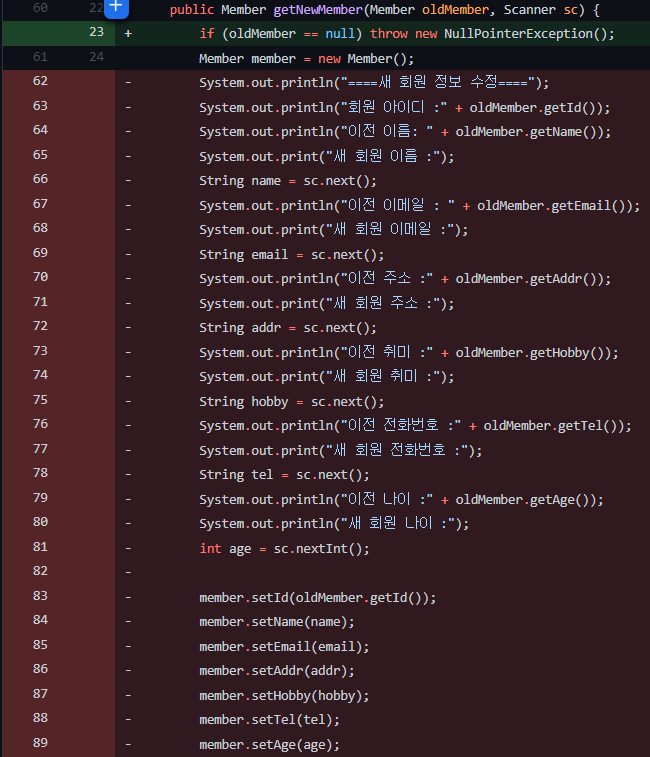 60 22 public Member getNewMember(Member oldMember, Scanner sc) {
23 + if (oldMember == null) throw new NullPointerException();
61 24 Member member = new Member();
62 - System.out.println("====새 회원 정보 수정====");
63 - System.out.println("회원 아이디 :" + oldMember.getId());
64 - System.out.println("이전 이름: " + oldMember.getName());
65 - System.out.print("새 회원 이름 :");
66 - String name = sc.next();
67 - System.out.println("이전 이메일 : " + oldMember.getEmail());
68 - System.out.print("새 회원 이메일 :");
69 - String email = sc.next();
70 - System.out.println("이전 주소 :" + oldMember.getAddr());
71 - System.out.print("새 회원 주소 :");
72 - String addr = sc.next();
73 - System.out.println("이전 취미 :" + oldMember.getHobby());
74 - System.out.print("새 회원 취미 :");
75 - String hobby = sc.next();
76 - System.out.println("이전 전화번호 :" + oldMember.getTel());
77 - System.out.print("새 회원 전화번호 :");
78 - String tel = sc.next();
79 - System.out.println("이전 나이 :" + oldMember.getAge());
80 - System.out.println("새 회원 나이 :");
81 - int age = sc.nextInt();
82 -
83 - member.setId(oldMember.getId());
84 - member.setName(name);
85 - member.setEmail(email);
86 - member.setAddr(addr);
87 - member.setHobby(hobby);
88 - member.setTel(tel);
89 - member.setAge(age);